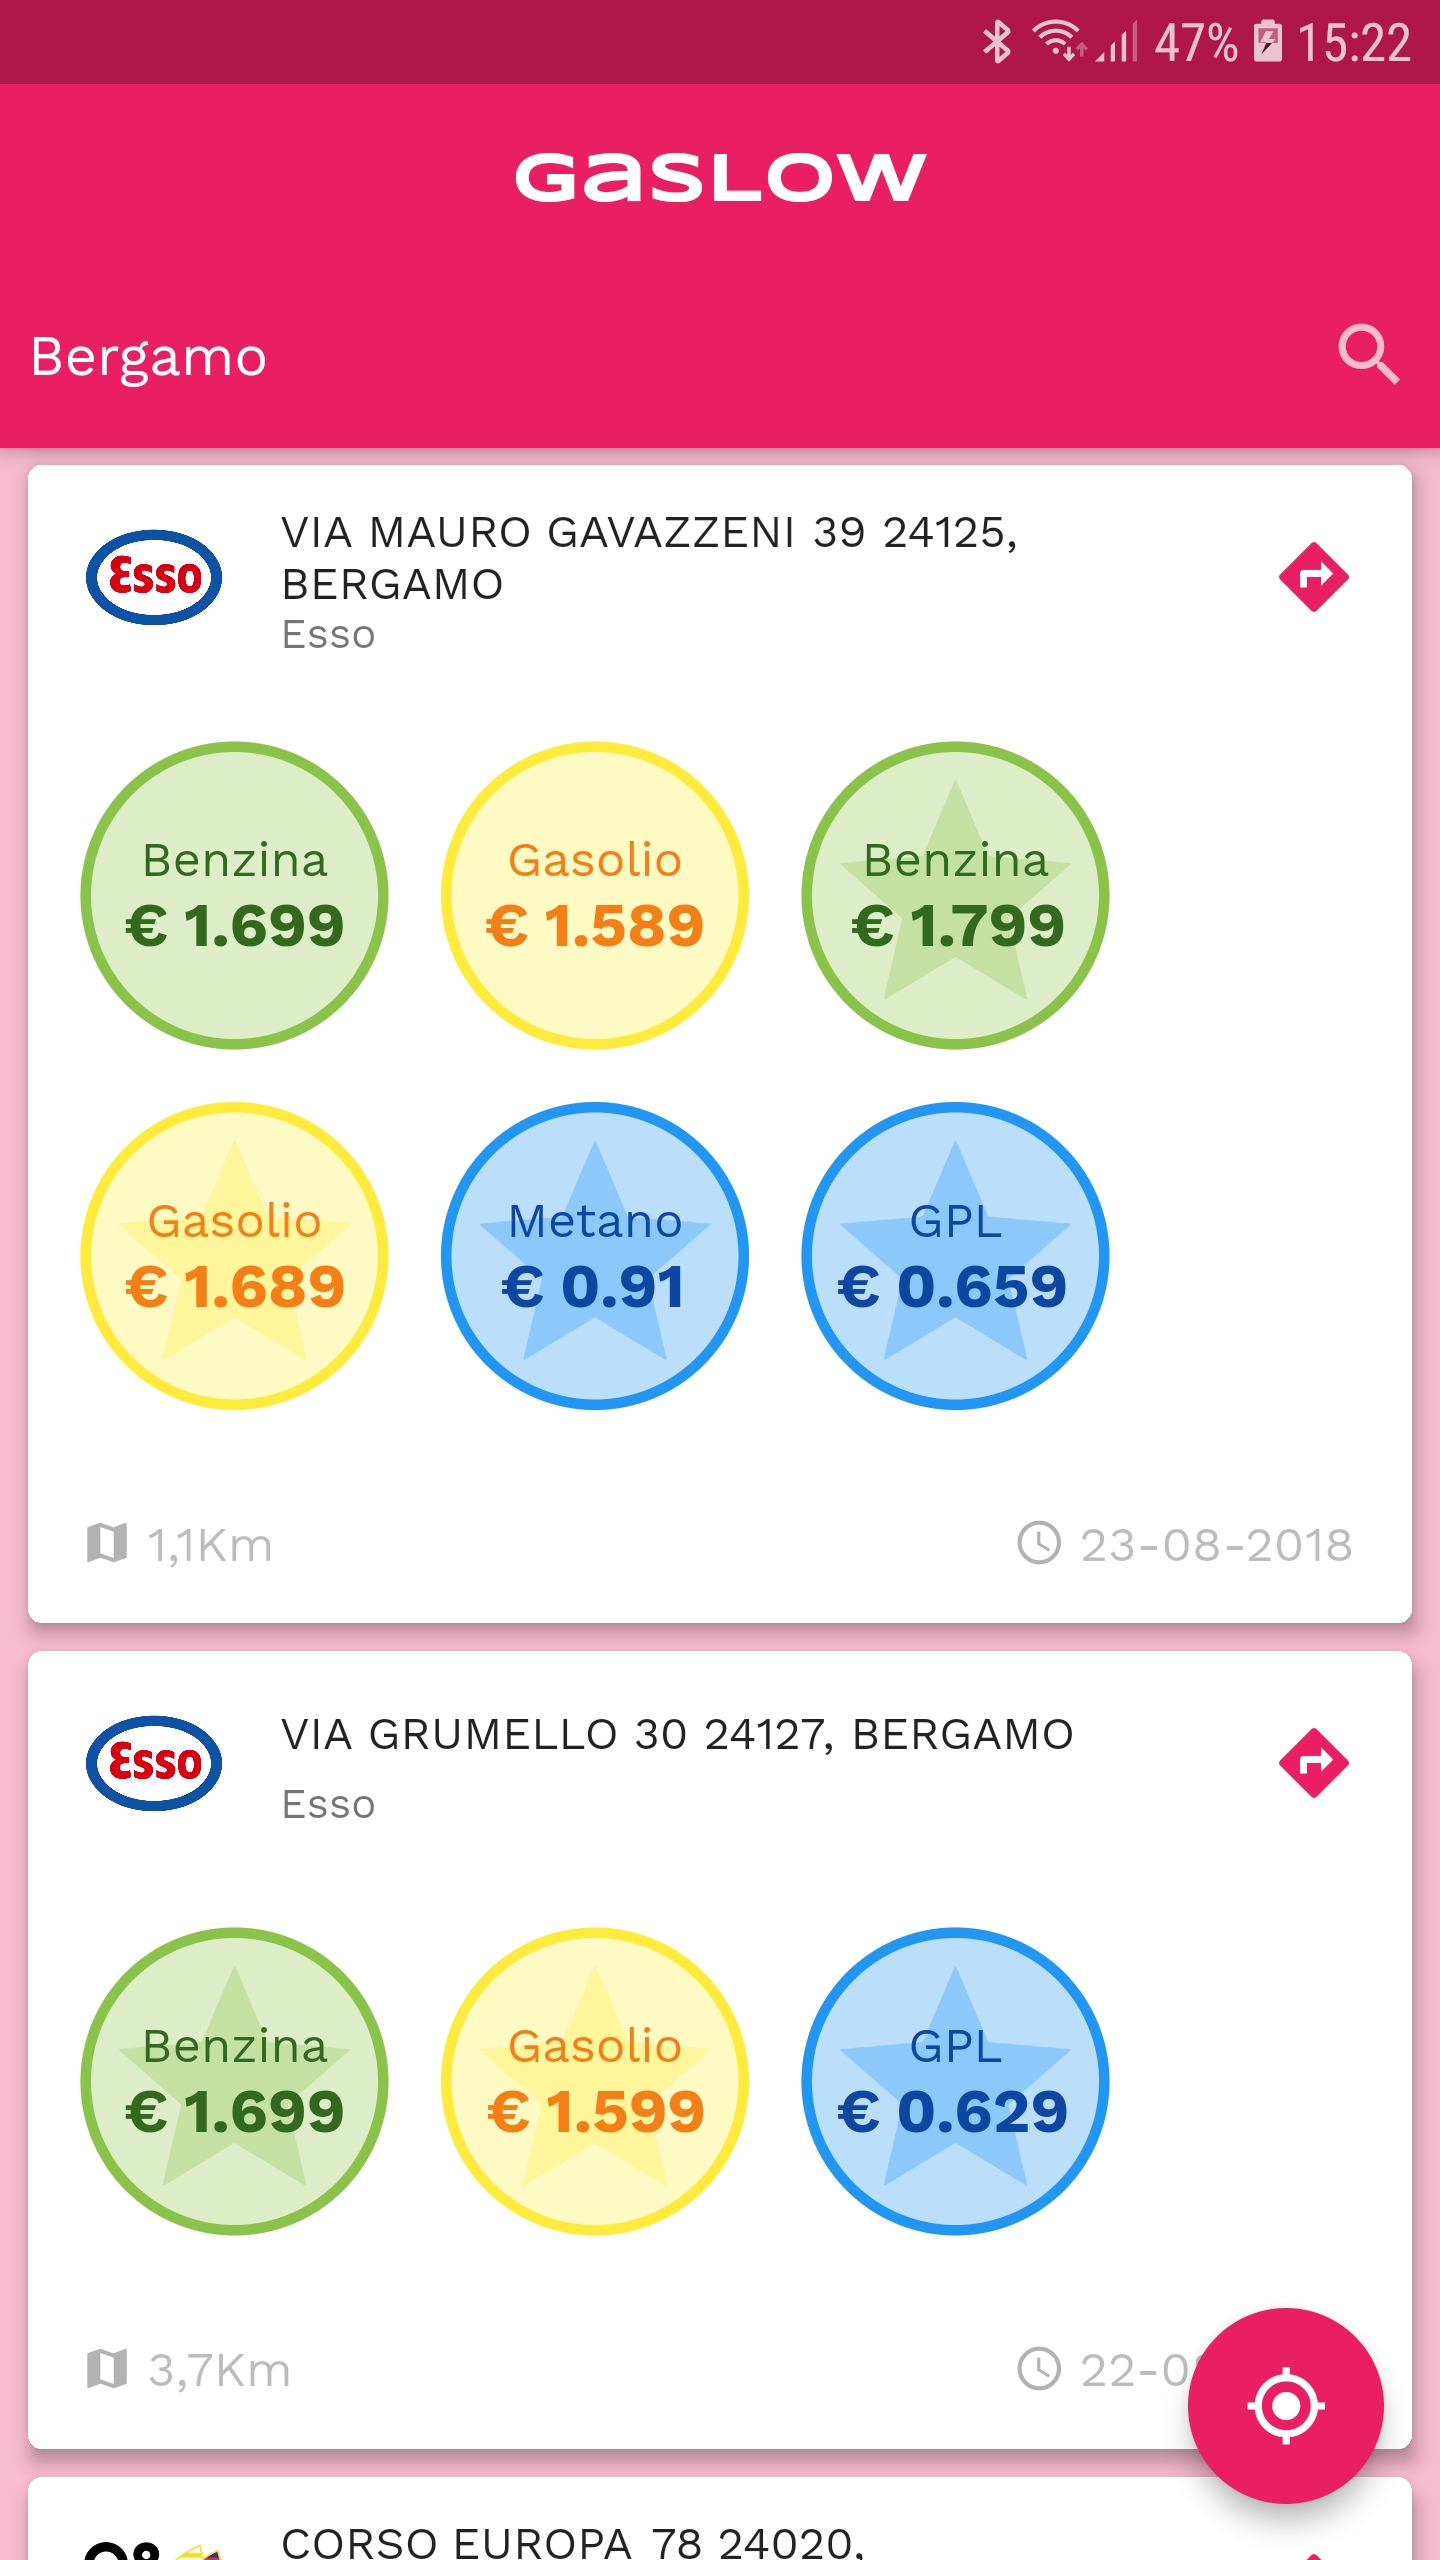 47% 15:22
GASLOW
Bergamo
VIA MAURO GAVAZZENI 39 24125,
BERGAMO
Esso
Esso
Benzina Gasolio Benzina
€ 1.699 € 1.589 € 1.799
Gasolio Metano GPL
€ 1.689 € 0.91 € 0.659
1,1Km 23-08-2018
VIA GRUMELLO 30 24127, BERGAMO
Esso
Esso
Benzina Gasolio GPL
€ 1.699 € 1.599 € 0.629
3,7Km 22-0
CORSO EUROPA 78 24020,